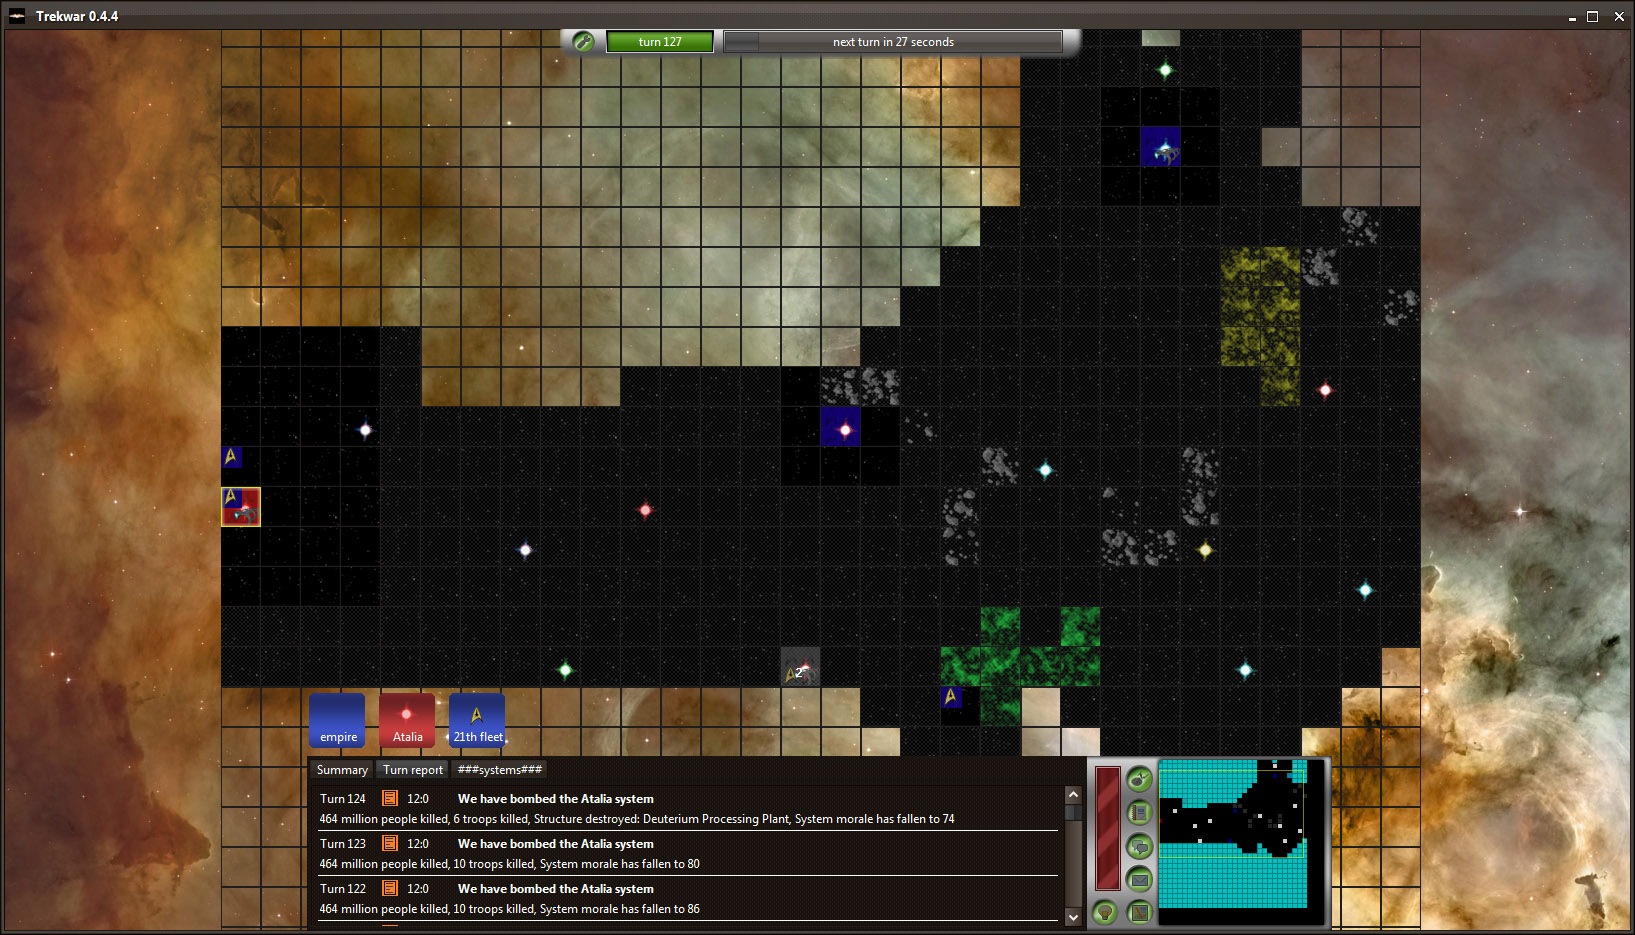 Trekwar 0.4.4
turn 127
next turn in 27 seconds
2
empire
Atalia
21th fleet
Summary
Turn report
###systems###
Turn 124 12:0 We have bombed the Atalia system
464 million people killed, 6 troops killed, Structure destroyed: Deuterium Processing Plant, System morale has fallen to 74
Turn 123 12:0 We have bombed the Atalia system
464 million people killed, 10 troops killed, System morale has fallen to 80
Turn 122 12:0 We have bombed the Atalia system
464 million people killed, 10 troops killed, System morale has fallen to 86